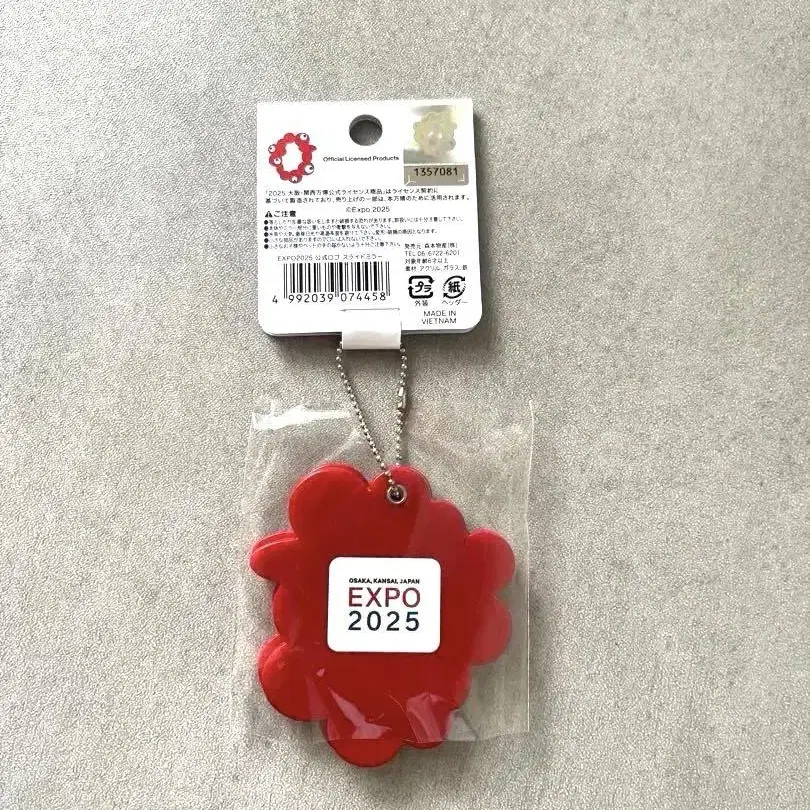 Official Licensed Products
1357081
「2025 大阪・関西万博公式ライセンス商品」はライセンス契約に
基づいて製造されており、売り上げの一部は、本万博のために活用されます。
©Expo 2025
⚠ご注意
EXPO2025 公式ロゴ スライドミラー
発売元: 森本物産(株)
TEL 06-6722-6201
対象年齢6才以上
素材: アクリル、ガラス、鉄
4 992039 074458
プラ
外装
紙
ヘッダー
MADE IN
VIETNAM
OSAKA, KANSAI, JAPAN
EXPO
2025